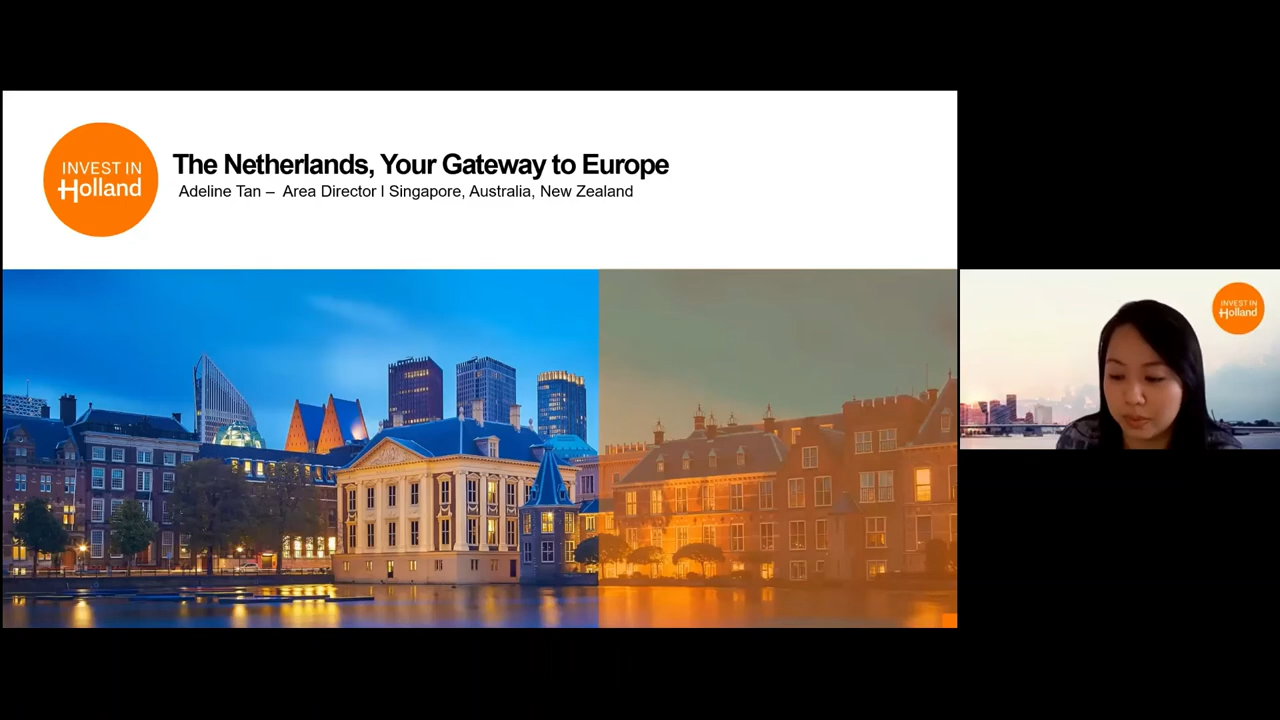 INVEST IN
Holland
The Netherlands, Your Gateway to Europe
Adeline Tan – Area Director I Singapore, Australia, New Zealand
INVEST IN
Holland